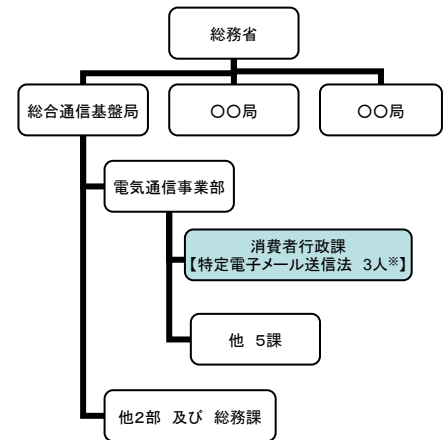 総務省
総合通信基盤局
○○局
○○局
電気通信事業部
消費者行政課
【特定電子メール送信法 3人※】
他 5課
他2部 及び 総務課